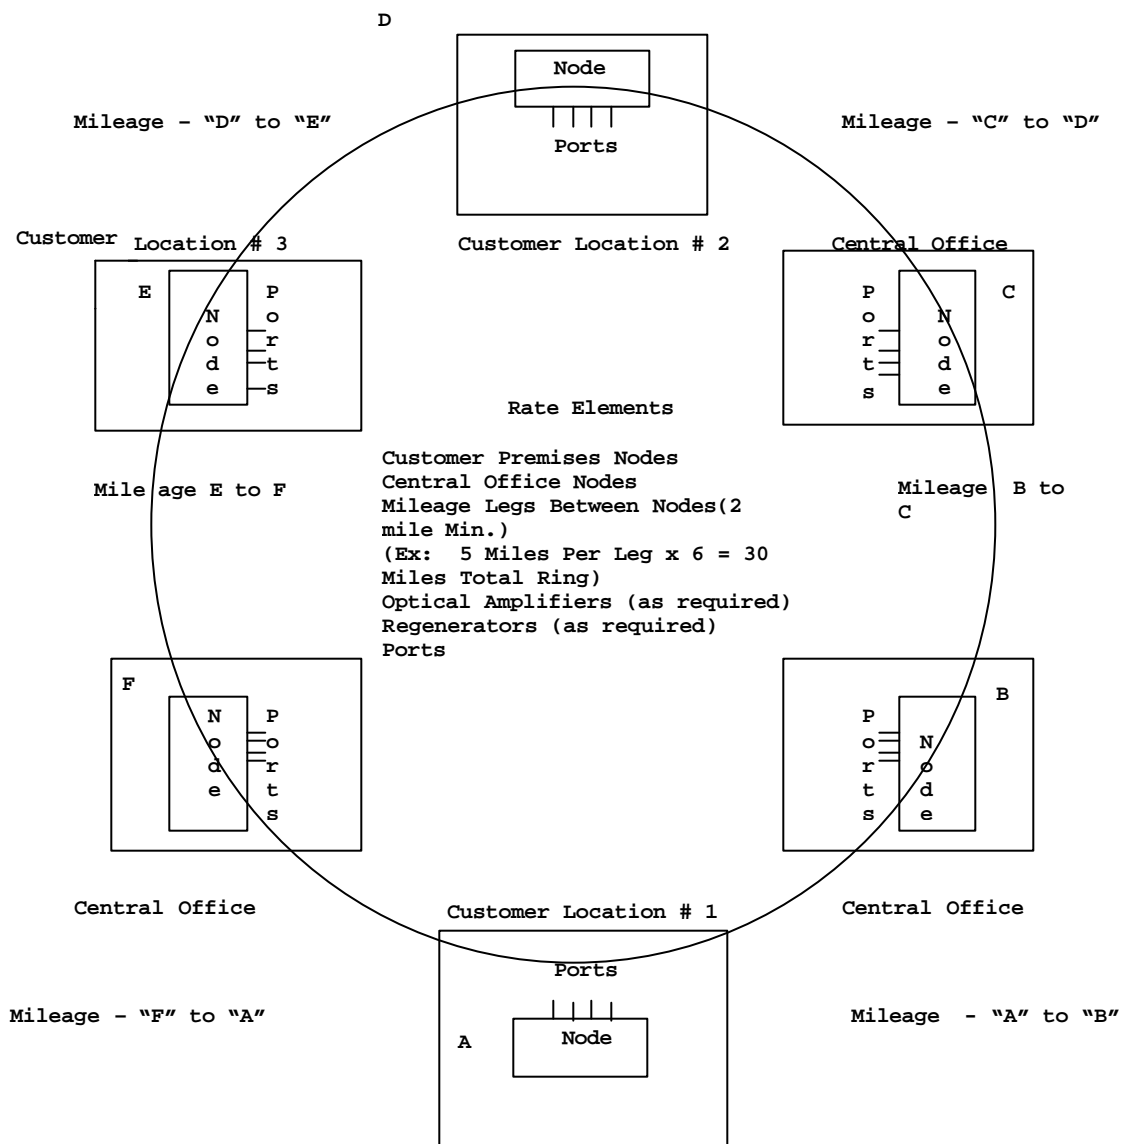 D
Node
Mileage – “D” to “E”
Mileage – “C” to “D”
Ports
Customer Location # 3
Customer Location # 2
Central Office
E
Node
Ports
Ports
Node
C
Rate Elements
Customer Premises Nodes
Central Office Nodes
Mileage Legs Between Nodes(2
mile Min.)
(Ex:  5 Miles Per Leg x 6 = 30
Miles Total Ring)
Optical Amplifiers (as required)
Regenerators (as required)
Ports
Mile age E to F
Mileage  B to
C
F
Node
Ports
Ports
Node
B
Central Office
Customer Location # 1
Central Office
Ports
Mileage – “F” to “A”
Mileage  - “A” to “B”
A
Node